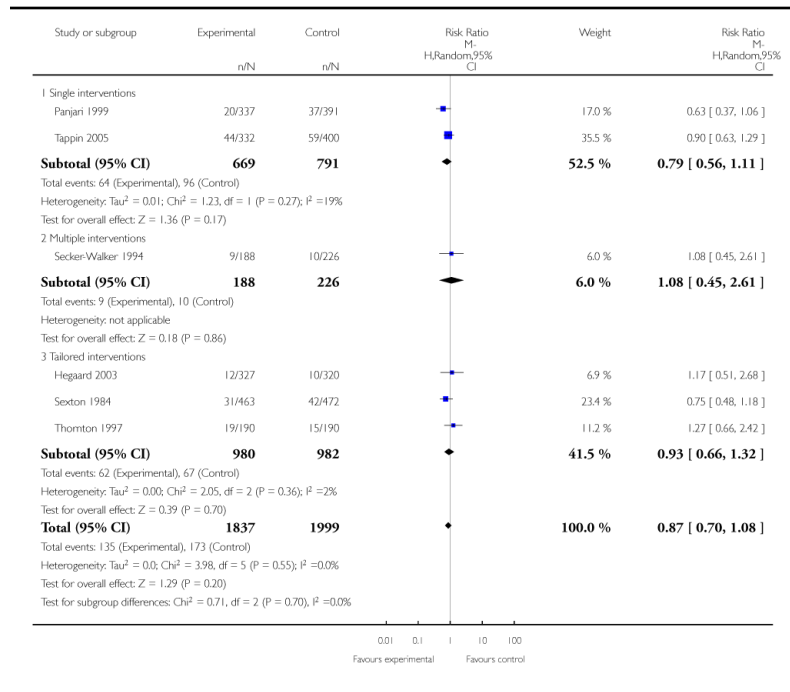 Study or subgroup Experimental Control Risk Ratio Weight Risk Ratio
M- M-
H,Random,95% H,Random,95%
n/N n/N CI CI
1 Single interventions
Panjari 1999 20/337 37/391 17.0 % 0.63 [ 0.37, 1.06 ]
Tappin 2005 44/332 59/400 35.5 % 0.90 [ 0.63, 1.29 ]
Subtotal (95% CI) 669 791 52.5 % 0.79 [ 0.56, 1.11 ]
Total events: 64 (Experimental), 96 (Control)
Heterogeneity: Tau² = 0.01; Chi² = 1.23, df = 1 (P = 0.27); I² =19%
Test for overall effect: Z = 1.36 (P = 0.17)
2 Multiple interventions
Secker-Walker 1994 9/188 10/226 6.0 % 1.08 [ 0.45, 2.61 ]
Subtotal (95% CI) 188 226 6.0 % 1.08 [ 0.45, 2.61 ]
Total events: 9 (Experimental), 10 (Control)
Heterogeneity: not applicable
Test for overall effect: Z = 0.18 (P = 0.86)
3 Tailored interventions
Hegaard 2003 12/327 10/320 6.9 % 1.17 [ 0.51, 2.68 ]
Sexton 1984 31/463 42/472 23.4 % 0.75 [ 0.48, 1.18 ]
Thornton 1997 19/190 15/190 11.2 % 1.27 [ 0.66, 2.42 ]
Subtotal (95% CI) 980 982 41.5 % 0.93 [ 0.66, 1.32 ]
Total events: 62 (Experimental), 67 (Control)
Heterogeneity: Tau² = 0.00; Chi² = 2.05, df = 2 (P = 0.36); I² =2%
Test for overall effect: Z = 0.39 (P = 0.70)
Total (95% CI) 1837 1999 100.0 % 0.87 [ 0.70, 1.08 ]
Total events: 135 (Experimental), 173 (Control)
Heterogeneity: Tau² = 0.0; Chi² = 3.98, df = 5 (P = 0.55); I² =0.0%
Test for overall effect: Z = 1.29 (P = 0.20)
Test for subgroup differences: Chi² = 0.71, df = 2 (P = 0.70), I² =0.0%
0.01 0.1 1 10 100
Favours experimental Favours control